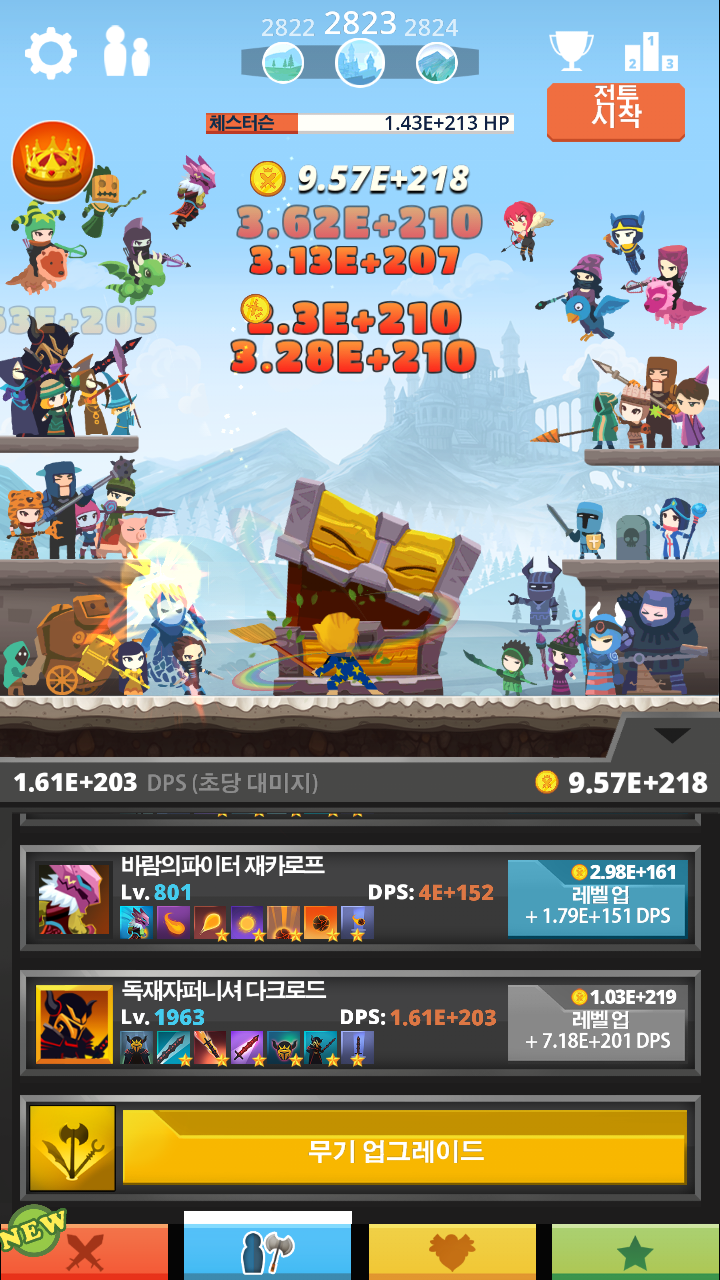 2822 2823 2824
1
2 3
전투
시작
체스터슨 1.43E+213 HP
9.57E+218
3.62E+210
3.13E+207
53E+205
2.3E+210
3.28E+210
1.61E+203 DPS (초당 대미지) 9.57E+218
바람의파이터 재카로프
Lv. 801 DPS: 4E+152
2.98E+161
레벨 업
+ 1.79E+151 DPS
독재자퍼니셔 다크로드
Lv. 1963 DPS: 1.61E+203
1.03E+219
레벨 업
+ 7.18E+201 DPS
무기 업그레이드
NEW